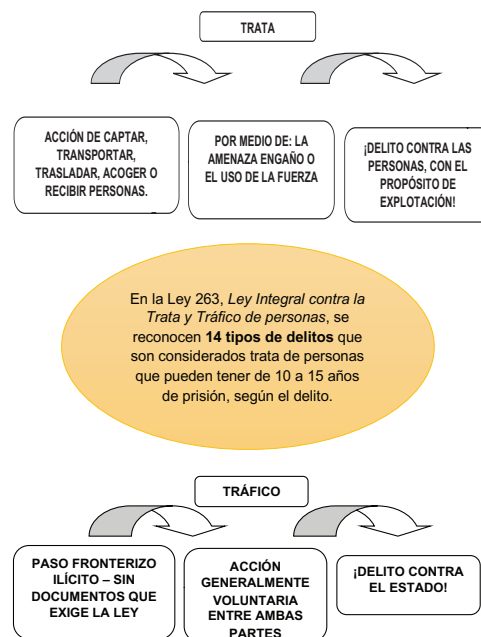 TRATA
ACCIÓN DE CAPTAR,
TRANSPORTAR,
TRASLADAR, ACOGER O
RECIBIR PERSONAS.
POR MEDIO DE: LA
AMENAZA ENGAÑO O
EL USO DE LA FUERZA
¡DELITO CONTRA LAS
PERSONAS, CON EL
PROPÓSITO DE
EXPLOTACIÓN!
En la Ley 263, Ley Integral contra la
Trata y Tráfico de personas, se
reconocen 14 tipos de delitos que
son considerados trata de personas
que pueden tener de 10 a 15 años
de prisión, según el delito.
TRÁFICO
PASO FRONTERIZO
ILÍCITO – SIN
DOCUMENTOS QUE
EXIGE LA LEY
ACCIÓN
GENERALMENTE
VOLUNTARIA
ENTRE AMBAS
PARTES
¡DELITO CONTRA
EL ESTADO!